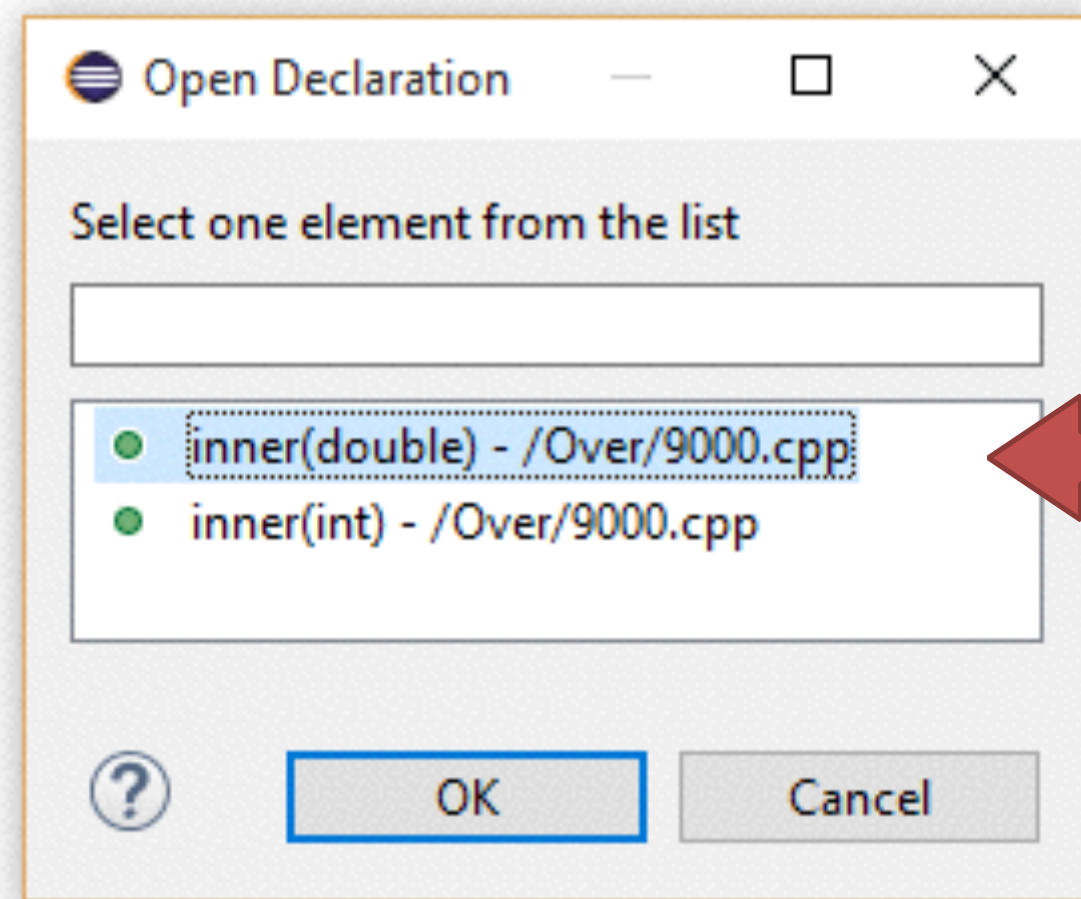 Open Declaration
Select one element from the list
inner(double) - /Over/9000.cpp
inner(int) - /Over/9000.cpp
?
OK Cancel